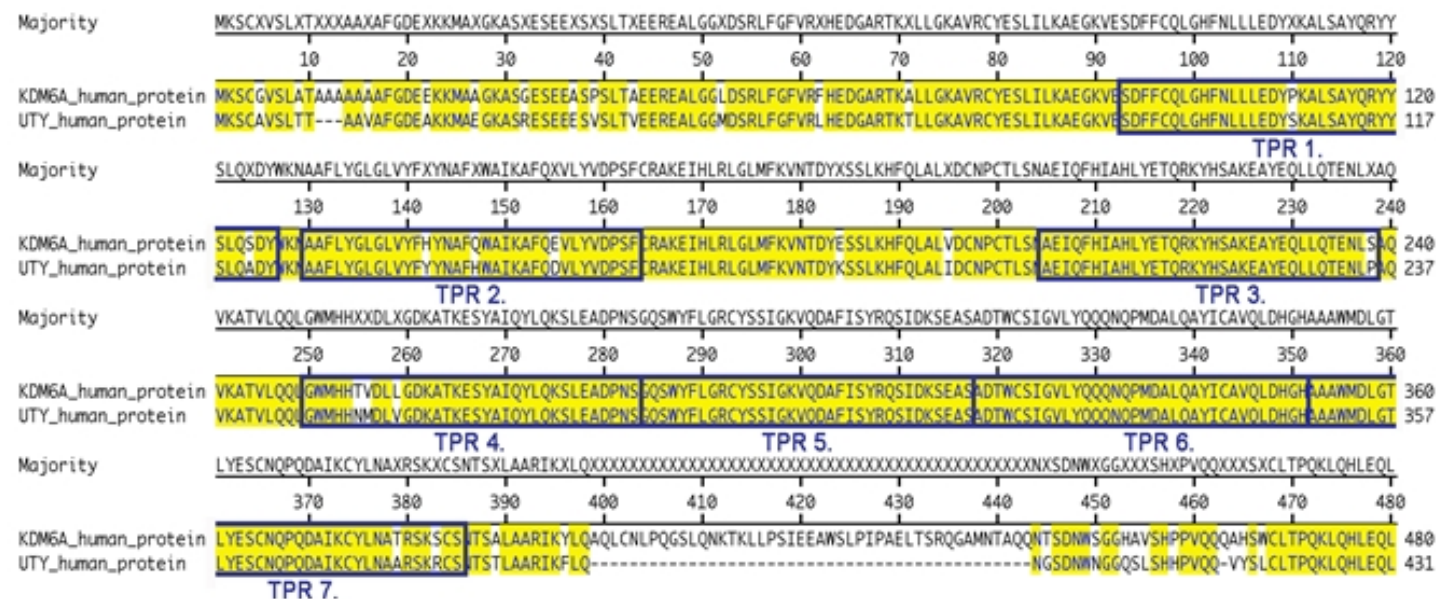 Majority MKSCXVSLXTXXXAAXAFGDEXKKMAXGKASXESEEXSXSLTXEEREALGGXDSRLFGFVRXHEDGARTKXLLGKAVRCYESLILKAEGKVESDFFCQLGHFNLLLEDYXKALSAYQRYY
10 20 30 40 50 60 70 80 90 100 110 120
KDM6A_human_protein MKSCGVSLATAAAAAAAFGDEEKKMAAGKASGESEEASPSLTAEEREALGGLDSRLFGFVRFHEDGARTKALLGKAVRCYESLILKAEGKVESDFFCQLGHFNLLLEDYPKALSAYQRYY 120
UTY_human_protein MKSCAVSLTT---AAVAFGDEAKKMAEGKASRESEEESVSLTVEEREALGGMDSRLFGFVRLHEDGARTKTLLGKAVRCYESLILKAEGKVESDFFCQLGHFNLLLEDYSKALSAYQRYY 117
TPR 1.
Majority SLQXDYWKNAAFLYGLGLVYFXYNAFXWAIKAFQXVLYVDPSFCRAKEIHLRLGLMFKVNTDYXSSLKHFQLALXDCNPCTLSNAEIQFHIAHLYETQRKYHSAKEAYEQLLQTENLXAQ
130 140 150 160 170 180 190 200 210 220 230 240
KDM6A_human_protein SLQSDYWKNAAFLYGLGLVYFHYNAFQWAIKAFQEVLYVDPSFCRAKEIHLRLGLMFKVNTDYESSLKHFQLALVDCNPCTLSNAEIQFHIAHLYETQRKYHSAKEAYEQLLQTENLSAQ 240
UTY_human_protein SLQADYWKNAAFLYGLGLVYFYYNAFHWAIKAFQDVLYVDPSFCRAKEIHLRLGLMFKVNTDYKSSLKHFQLALIDCNPCTLSNAEIQFHIAHLYETQRKYHSAKEAYEQLLQTENLPAQ 237
TPR 2. TPR 3.
Majority VKATVLQQLGWMHHXXDLXGDKATKESYAIQYLQKSLEADPNSGQSWYFLGRCYSSIGKVQDAFISYRQSIDKSEASADTWCSIGVLYQQQNQPMDALQAYICAVQLDHGHAAAWMDLGT
250 260 270 280 290 300 310 320 330 340 350 360
KDM6A_human_protein VKATVLQQLGWMHHTVDLLGDKATKESYAIQYLQKSLEADPNSGQSWYFLGRCYSSIGKVQDAFISYRQSIDKSEASADTWCSIGVLYQQQNQPMDALQAYICAVQLDHGHAAAWMDLGT 360
UTY_human_protein VKATVLQQLGWMHHNMDLVGDKATKESYAIQYLQKSLEADPNSGQSWYFLGRCYSSIGKVQDAFISYRQSIDKSEASADTWCSIGVLYQQQNQPMDALQAYICAVQLDHGHAAAWMDLGT 357
TPR 4. TPR 5. TPR 6.
Majority LYESCNQPQDAIKCYLNAXRSKXCSNTSXLAARIKXLQXXXXXXXXXXXXXXXXXXXXXXXXXXXXXXXXXXXXXXXXXXXXXNXSDNWXGGXXXSHXPVQQXXXSXCLTPQKLQHLEQL
370 380 390 400 410 420 430 440 450 460 470 480
KDM6A_human_protein LYESCNQPQDAIKCYLNATRSKSCSNTSALAARIKYLQAQLCNLPQGSLQNKTKLLPSIEEAWSLPIPAELTSRQGAMNTAQQNTSDNWSGGHAVSHPPVQQQAHSWCLTPQKLQHLEQL 480
UTY_human_protein LYESCNQPQDAIKCYLNAARSKRCSNTSTLAARIKFLQ---------------------------------------------NGSDNWNGGQSLSHHPVQQ-VYSLCLTPQKLQHLEQL 431
TPR 7.